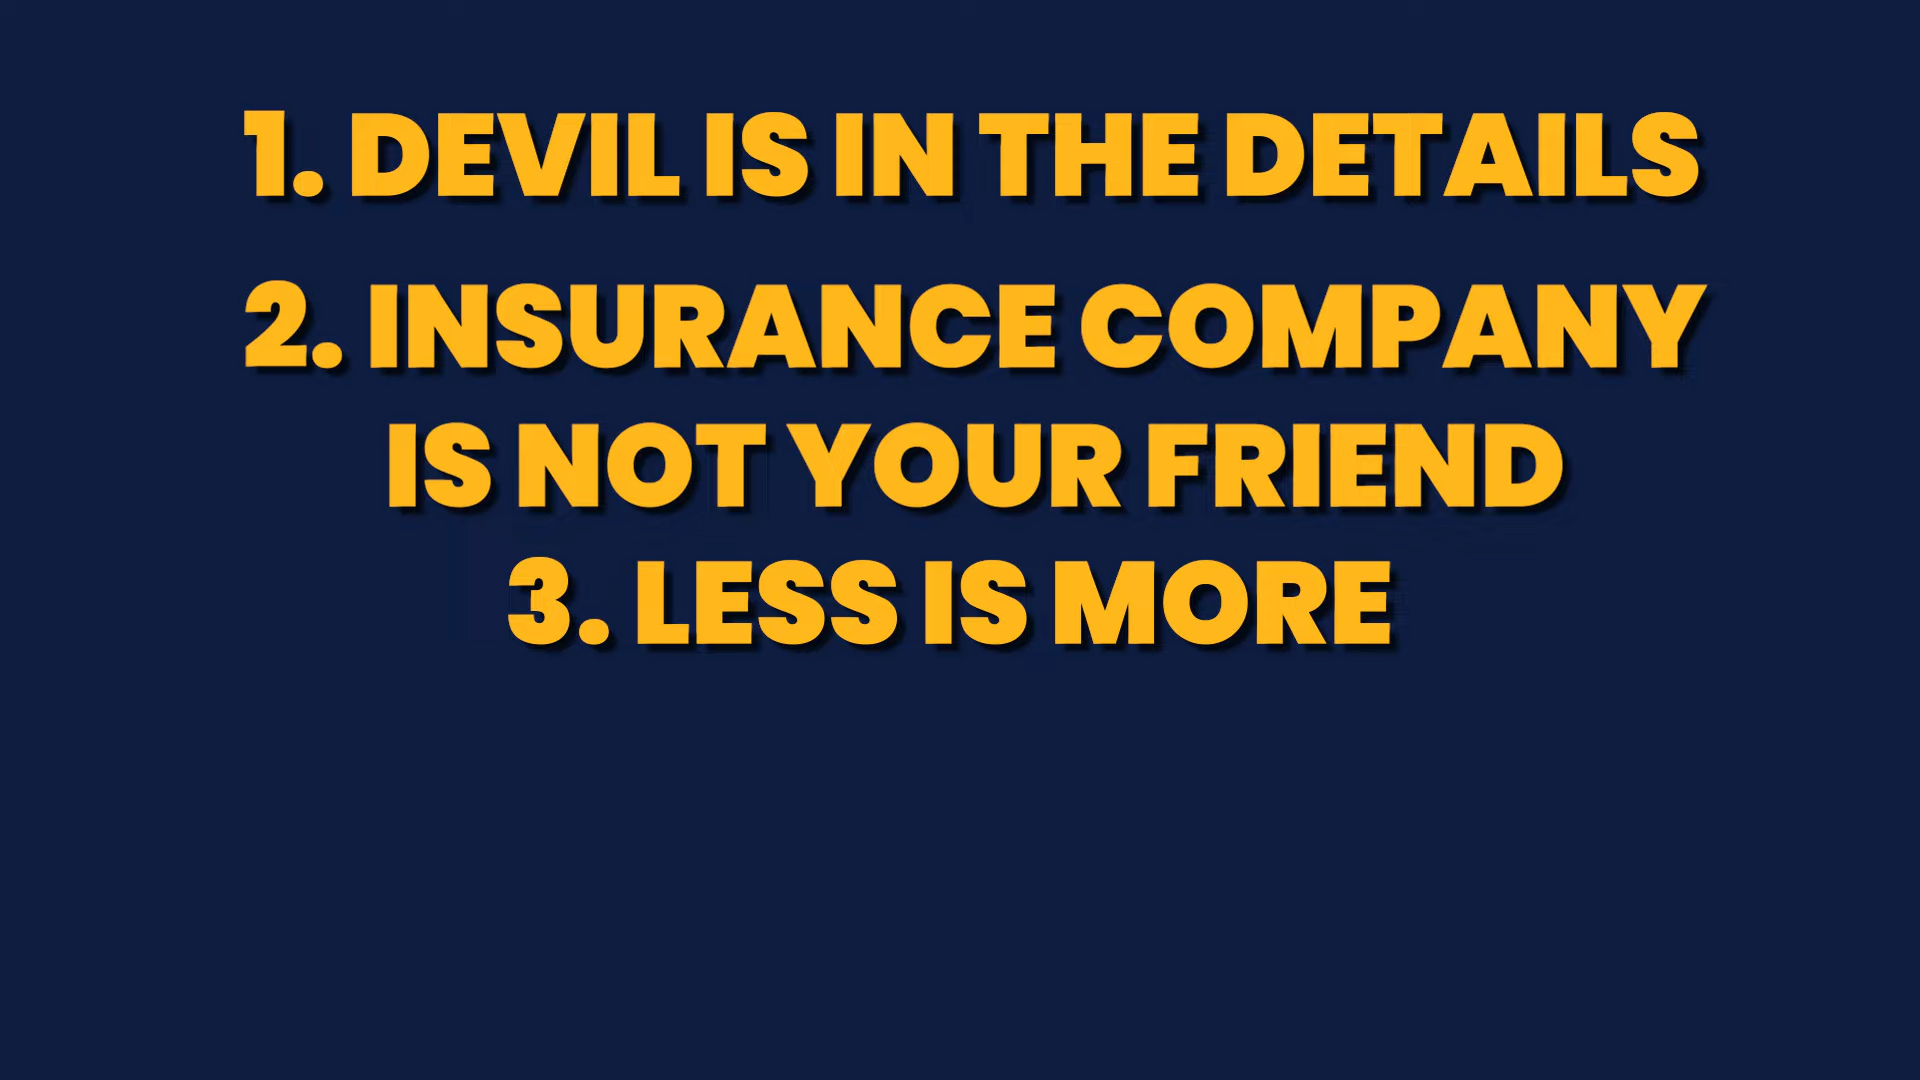 1. DEVIL IS IN THE DETAILS
2. INSURANCE COMPANY
IS NOT YOUR FRIEND
3. LESS IS MORE